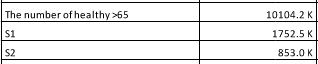 The number of healthy >65 10104.2 K
S1 1752.5 K
S2 853.0 K